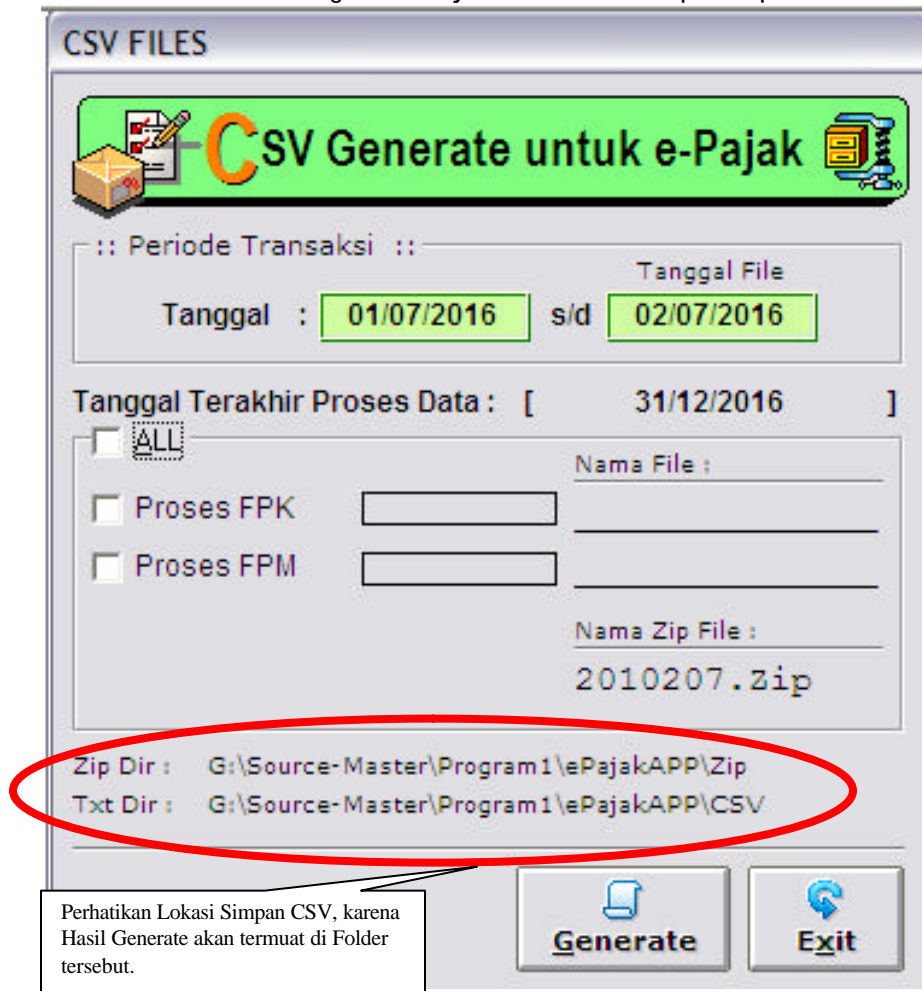 CSV FILES
CSV Generate untuk e-Pajak
:: Periode Transaksi ::
Tanggal File
Tanggal : 01/07/2016 s/d 02/07/2016
Tanggal Terakhir Proses Data : [ 31/12/2016 ]
ALL
Nama File :
Proses FPK
Proses FPM
Nama Zip File :
2010207.Zip
Zip Dir : G:\Source-Master\Program1\ePajakAPP\Zip
Txt Dir : G:\Source-Master\Program1\ePajakAPP\CSV
Perhatikan Lokasi Simpan CSV, karena
Hasil Generate akan termuat di Folder
tersebut.
Generate
Exit